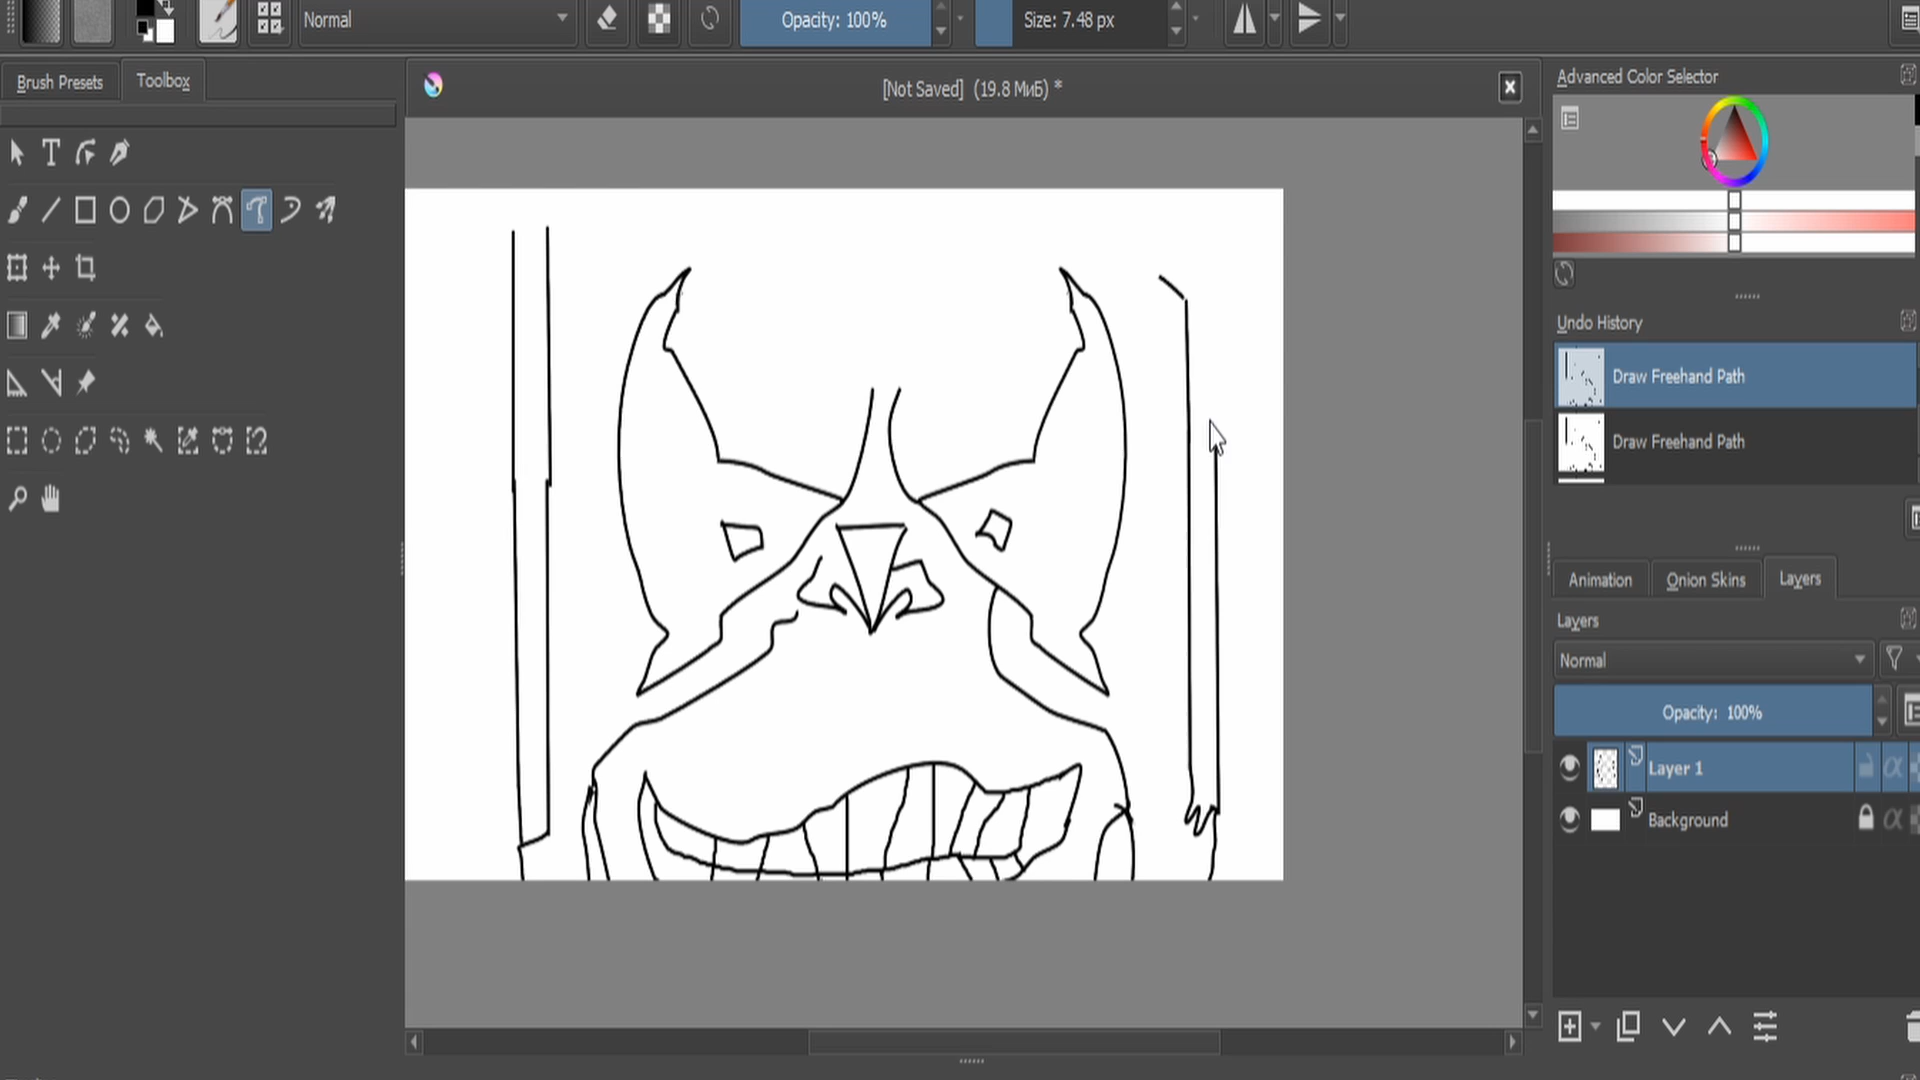 Normal
Opacity: 100%
Size: 7.48 px
Brush Presets
Toolbox
[Not Saved] (19.8 МиБ) *
Advanced Color Selector
Undo History
Draw Freehand Path
Draw Freehand Path
Animation
Onion Skins
Layers
Layers
Normal
Opacity: 100%
Layer 1
Background